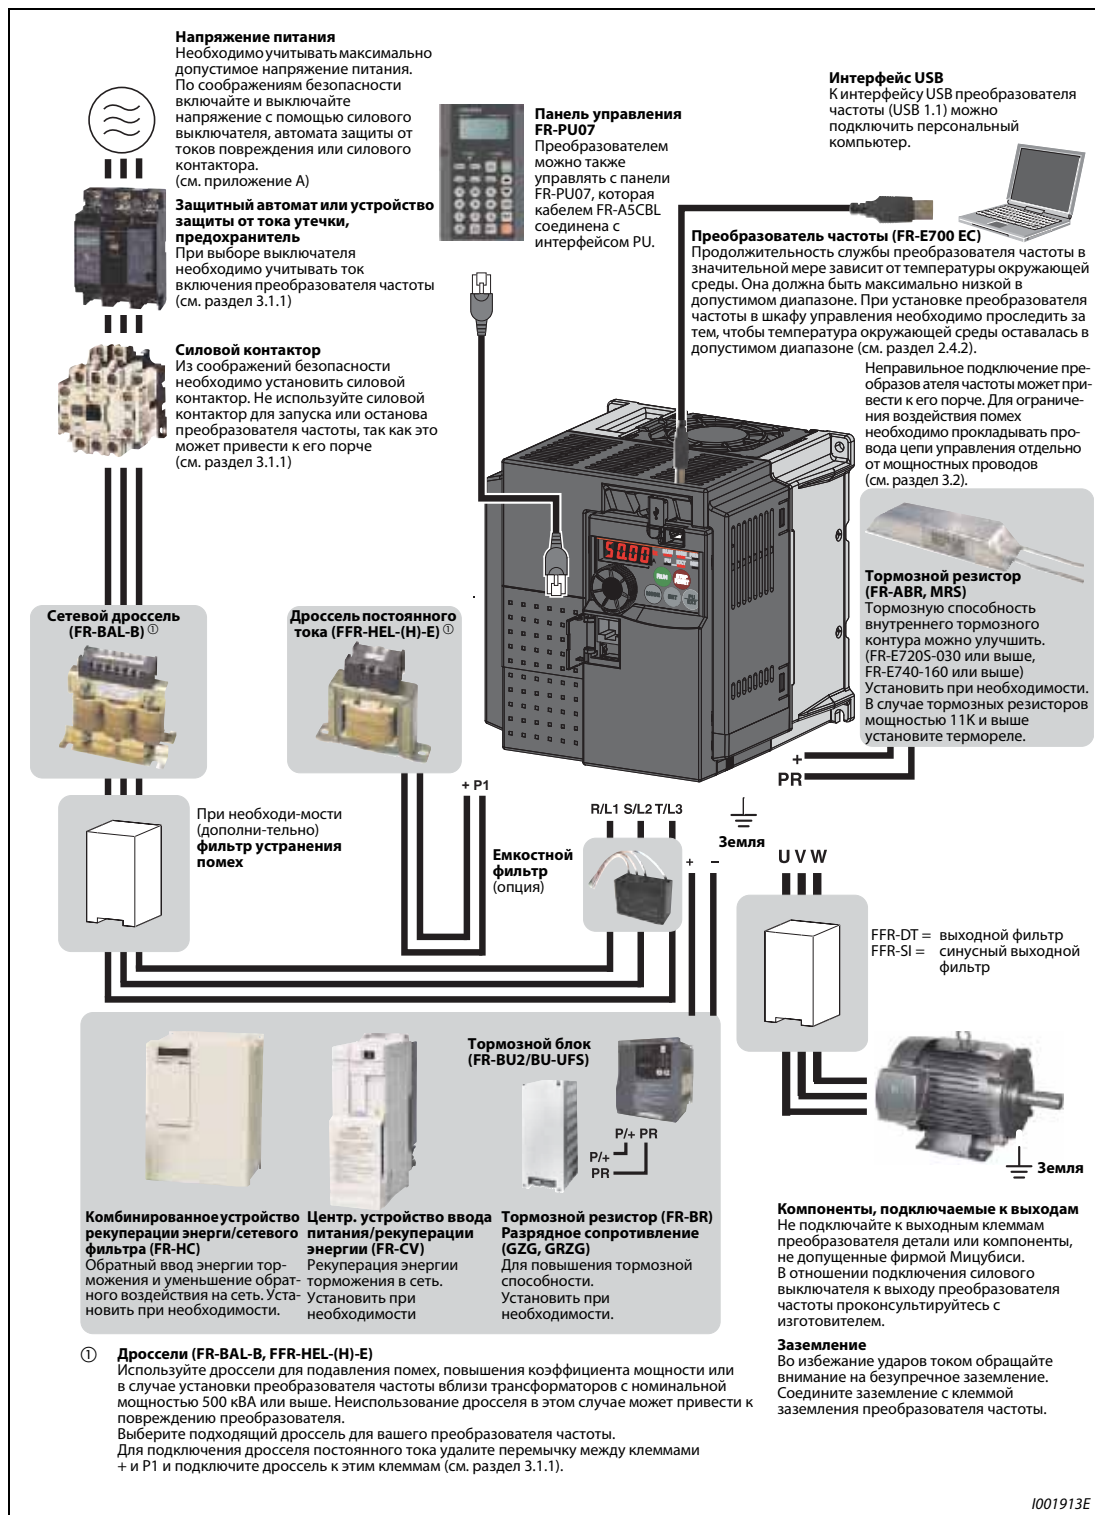 Напряжение питания
Необходимо учитывать максимально
допустимое напряжение питания.
По соображениям безопасности
включайте и выключайте
напряжение с помощью силового
выключателя, автомата защиты от
токов повреждения или силового
контактора.
(см. приложение A)
Защитный автомат или устройство
защиты от тока утечки,
предохранитель
При выборе выключателя
необходимо учитывать ток
включения преобразователя частоты
(см. раздел 3.1.1)
Силовой контактор
Из соображений безопасности
необходимо установить силовой
контактор. Не используйте силовой
контактор для запуска или останова
преобразователя частоты, так как это
может привести к его порче
(см. раздел 3.1.1)
Панель управления
FR-PU07
Преобразователем
можно также
управлять с панели
FR-PU07, которая
кабелем FR-A5CBL
соединена с
интерфейсом PU.
Интерфейс USB
К интерфейсу USB преобразователя
частоты (USB 1.1) можно
подключить персональный
компьютер.
Преобразователь частоты (FR-E700 EC)
Продолжительность службы преобразователя частоты в
значительной мере зависит от температуры окружающей
среды. Она должна быть максимально низкой в
допустимом диапазоне. При установке преобразователя
частоты в шкафу управления необходимо проследить за
тем, чтобы температура окружающей среды оставалась в
допустимом диапазоне (см. раздел 2.4.2).
Неправильное подключение пре-
образов ателя частоты может при-
вести к его порче. Для ограниче-
ния воздействия помех
необходимо прокладывать про-
вода цепи управления отдельно
от мощностных проводов
(см. раздел 3.2).
50.00
RUN
Тормозной резистор
(FR-ABR, MRS)
Тормозную способность
внутреннего тормозного
контура можно улучшить.
(FR-E720S-030 или выше,
FR-E740-160 или выше)
Установить при необходимости.
В случае тормозных резисторов
мощностью 11K и выше
установите термореле.
+
PR
Сетевой дроссель
(FR-BAL-B) ①
Дроссель постоянного
тока (FFR-HEL-(H)-E) ①
+ P1
При необходи-мости
(дополни-тельно)
фильтр устранения
помех
Емкостной
фильтр
(опция)
R/L1 S/L2 T/L3
+ –
Земля
U V W
FFR-DT = выходной фильтр
FFR-SI = синусный выходной
фильтр
Земля
Тормозной блок
(FR-BU2/BU-UFS)
P/+ PR
P/+
PR
Комбинированное устройство
рекуперации энерги/сетевого
фильтра (FR-HC)
Обратный ввод энергии тор-
можения и уменьшение обрат-
ного воздействия на сеть. Уста-
новить при необходимости.
Центр. устройство ввода
питания/рекуперации
энергии (FR-CV)
Рекуперация энергии
торможения в сеть.
Установить при
необходимости
Тормозной резистор (FR-BR)
Разрядное сопротивление
(GZG, GRZG)
Для повышения тормозной
способности.
Установить при
необходимости.
Компоненты, подключаемые к выходам
Не подключайте к выходным клеммам
преобразователя детали или компоненты,
не допущенные фирмой Мицубиси.
В отношении подключения силового
выключателя к выходу преобразователя
частоты проконсультируйтесь с
изготовителем.
Заземление
Во избежание ударов током обращайте
внимание на безупречное заземление.
Соедините заземление с клеммой
заземления преобразователя частоты.
① Дроссели (FR-BAL-B, FFR-HEL-(H)-E)
Используйте дроссели для подавления помех, повышения коэффициента мощности или
в случае установки преобразователя частоты вблизи трансформаторов с номинальной
мощностью 500 кВА или выше. Неиспользование дросселя в этом случае может привести к
повреждению преобразователя.
Выберите подходящий дроссель для вашего преобразователя частоты.
Для подключения дросселя постоянного тока удалите перемычку между клеммами
+ и P1 и подключите дроссель к этим клеммам (см. раздел 3.1.1).
I001913E